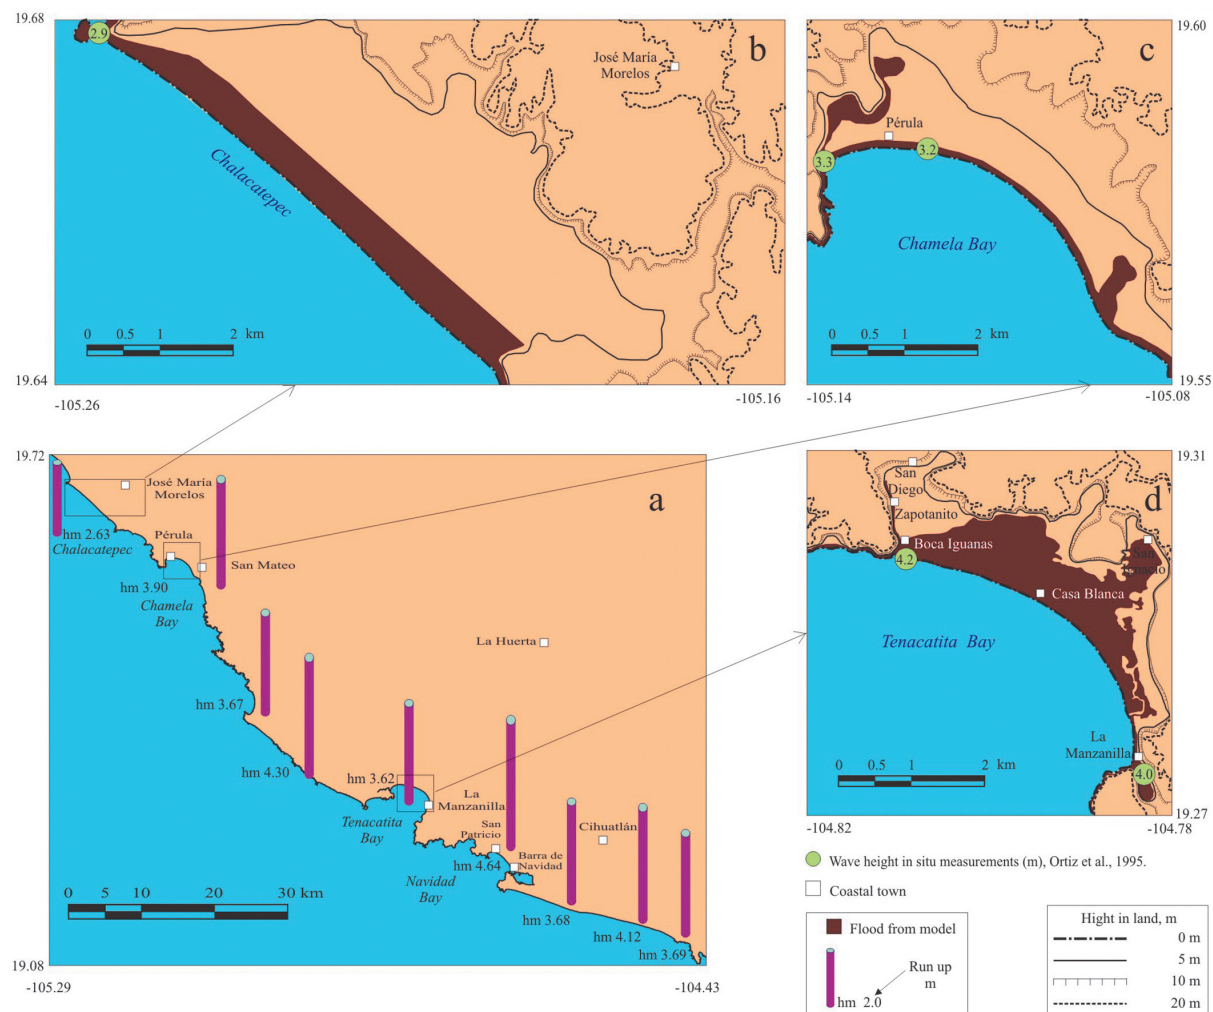 19.68
2.9
b
José María
Morelos
Chalacatepec
0 0.5 1 2 km
19.64
-105.26
-105.16
c
19.60
Pérula
3.2
3.3
Chamela Bay
0 0.5 1 2 km
19.55
-105.14
-105.08
19.72
a
José María
Morelos
hm 2.63
Chalacatepec
Pérula
San Mateo
hm 3.90
Chamela
Bay
La Huerta
hm 3.67
hm 4.30
hm 3.62
La
Manzanilla
Tenacatita
Bay
San
Patricio
Cihuatlán
Barra de
Navidad
hm 4.64
Navidad
Bay
hm 3.68
hm 4.12
hm 3.69
0 5 10 20 30 km
19.08
-105.29
-104.43
19.31
San
Diego
d
Zapotanito
Boca Iguanas
4.2
San
Ignacio
Casa Blanca
Tenacatita Bay
La
Manzanilla
4.0
0 0.5 1 2 km
19.27
-104.82
-104.78
Wave height in situ measurements (m), Ortiz et al., 1995.
Coastal town
Flood from model
Run up
m
hm 2.0
Hight in land, m
0 m
5 m
10 m
20 m